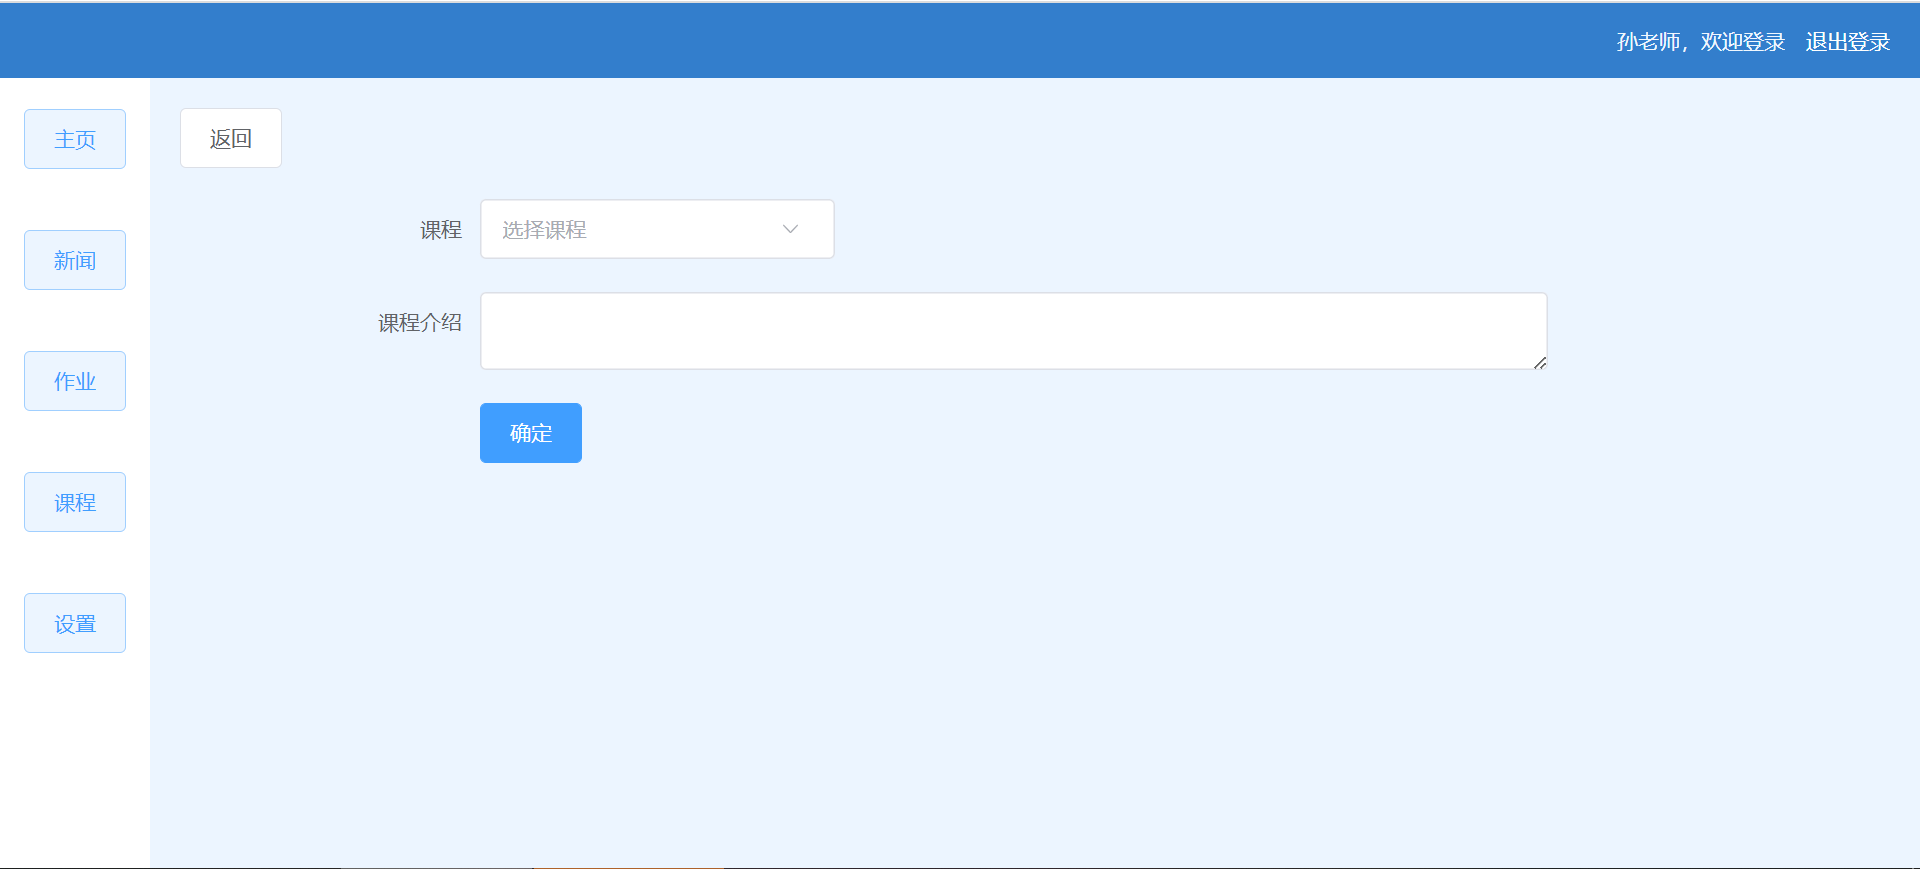 孙老师，欢迎登录 退出登录
主页
返回
课程 选择课程
新闻
课程介绍
作业
确定
课程
设置